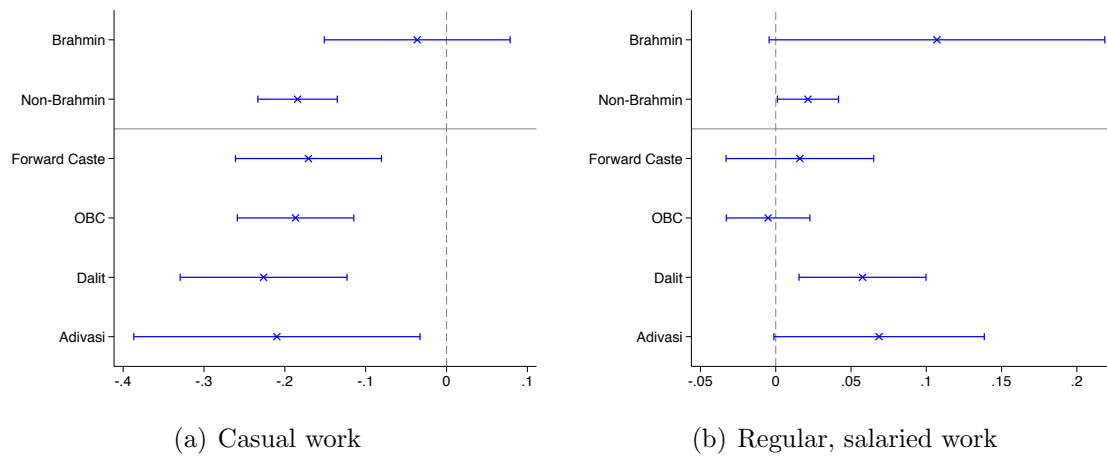 Brahmin
Non-Brahmin
Forward Caste
OBC
Dalit
Adivasi
-.4 -.3 -.2 -.1 0 .1
(a) Casual work
Brahmin
Non-Brahmin
Forward Caste
OBC
Dalit
Adivasi
-.05 0 .05 .1 .15 .2
(b) Regular, salaried work